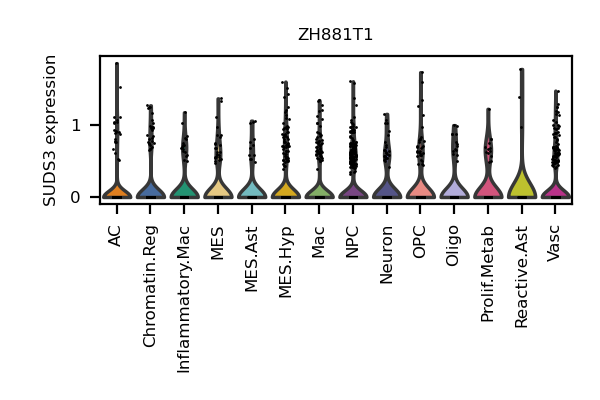 ZH881T1
SUDS3 expression
1
0
AC
Chromatin.Reg
Inflammatory.Mac
MES
MES.Ast
MES.Hyp
Mac
NPC
Neuron
OPC
Oligo
Prolif.Metab
Reactive.Ast
Vasc